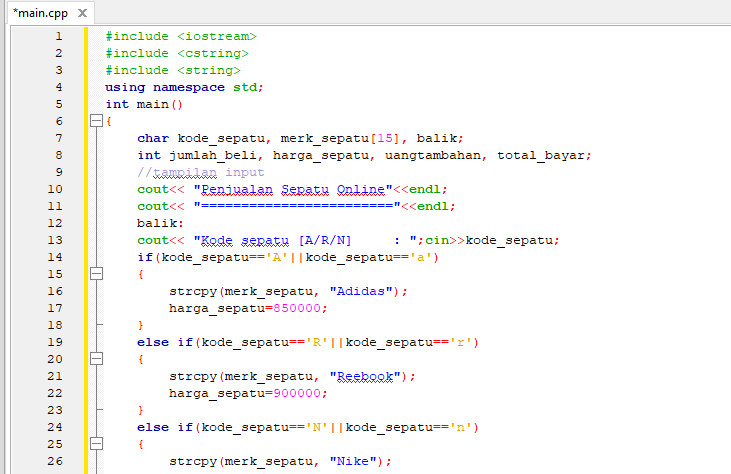 *main.cpp X
1 #include <iostream>
2 #include <cstring>
3 #include <string>
4 using namespace std;
5 int main()
6 {
7 char kode_sepatu, merk_sepatu[15], balik;
8 int jumlah_beli, harga_sepatu, uangtambahan, total_bayar;
9 //tampilan input
10 cout<< "Penjualan Sepatu Online"<<endl;
11 cout<< "========================"<<endl;
12 balik:
13 cout<< "Kode sepatu [A/R/N]     : ";cin>>kode_sepatu;
14 if(kode_sepatu=='A'||kode_sepatu=='a')
15 {
16 strcpy(merk_sepatu, "Adidas");
17 harga_sepatu=850000;
18 }
19 else if(kode_sepatu=='R'||kode_sepatu=='r')
20 {
21 strcpy(merk_sepatu, "Reebook");
22 harga_sepatu=900000;
23 }
24 else if(kode_sepatu=='N'||kode_sepatu=='n')
25 {
26 strcpy(merk_sepatu, "Nike");